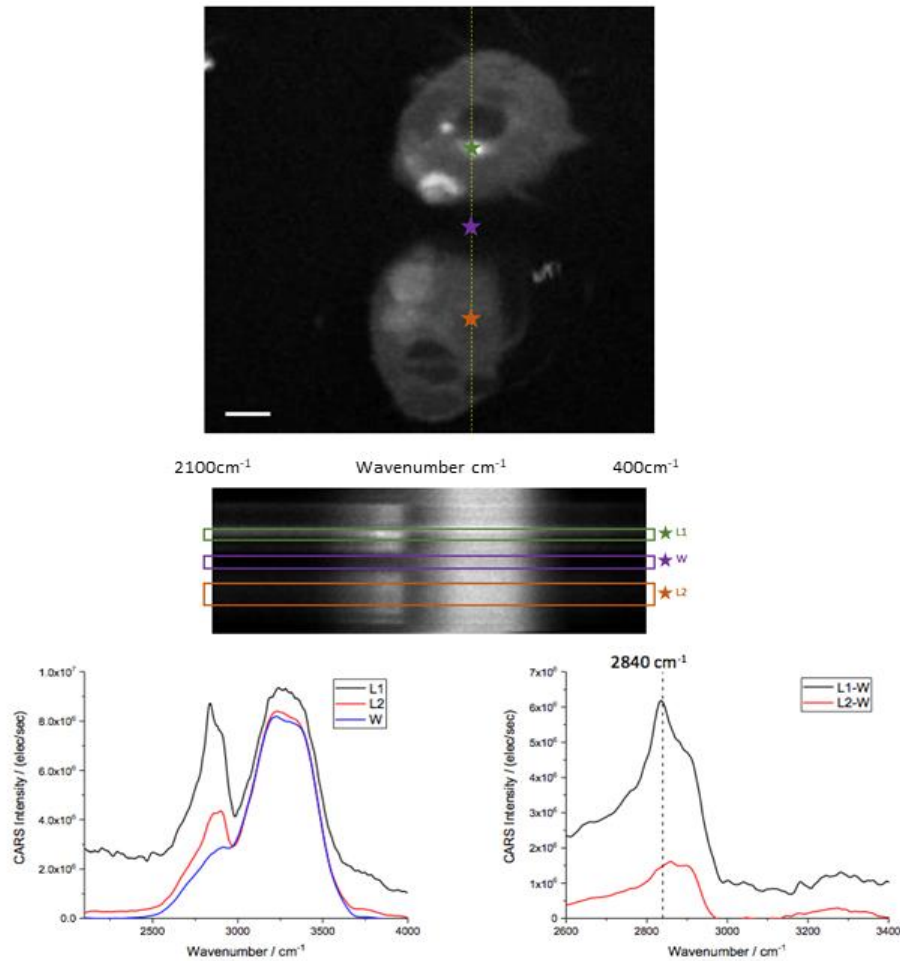 2100cm⁻¹ Wavenumber cm⁻¹ 400cm⁻¹
L1
W
L2
2840 cm⁻¹
1.0x10⁷
8.0x10⁶
6.0x10⁶
4.0x10⁶
2.0x10⁶
0.0
CARS Intensity / (elec/sec)
L1
L2
W
2500 3000 3500 4000
Wavenumber / cm⁻¹
7x10⁶
6x10⁶
5x10⁶
4x10⁶
3x10⁶
2x10⁶
1x10⁶
0
CARS Intensity / (elec/sec)
L1-W
L2-W
2600 2800 3000 3200 3400
Wavenumber / cm⁻¹